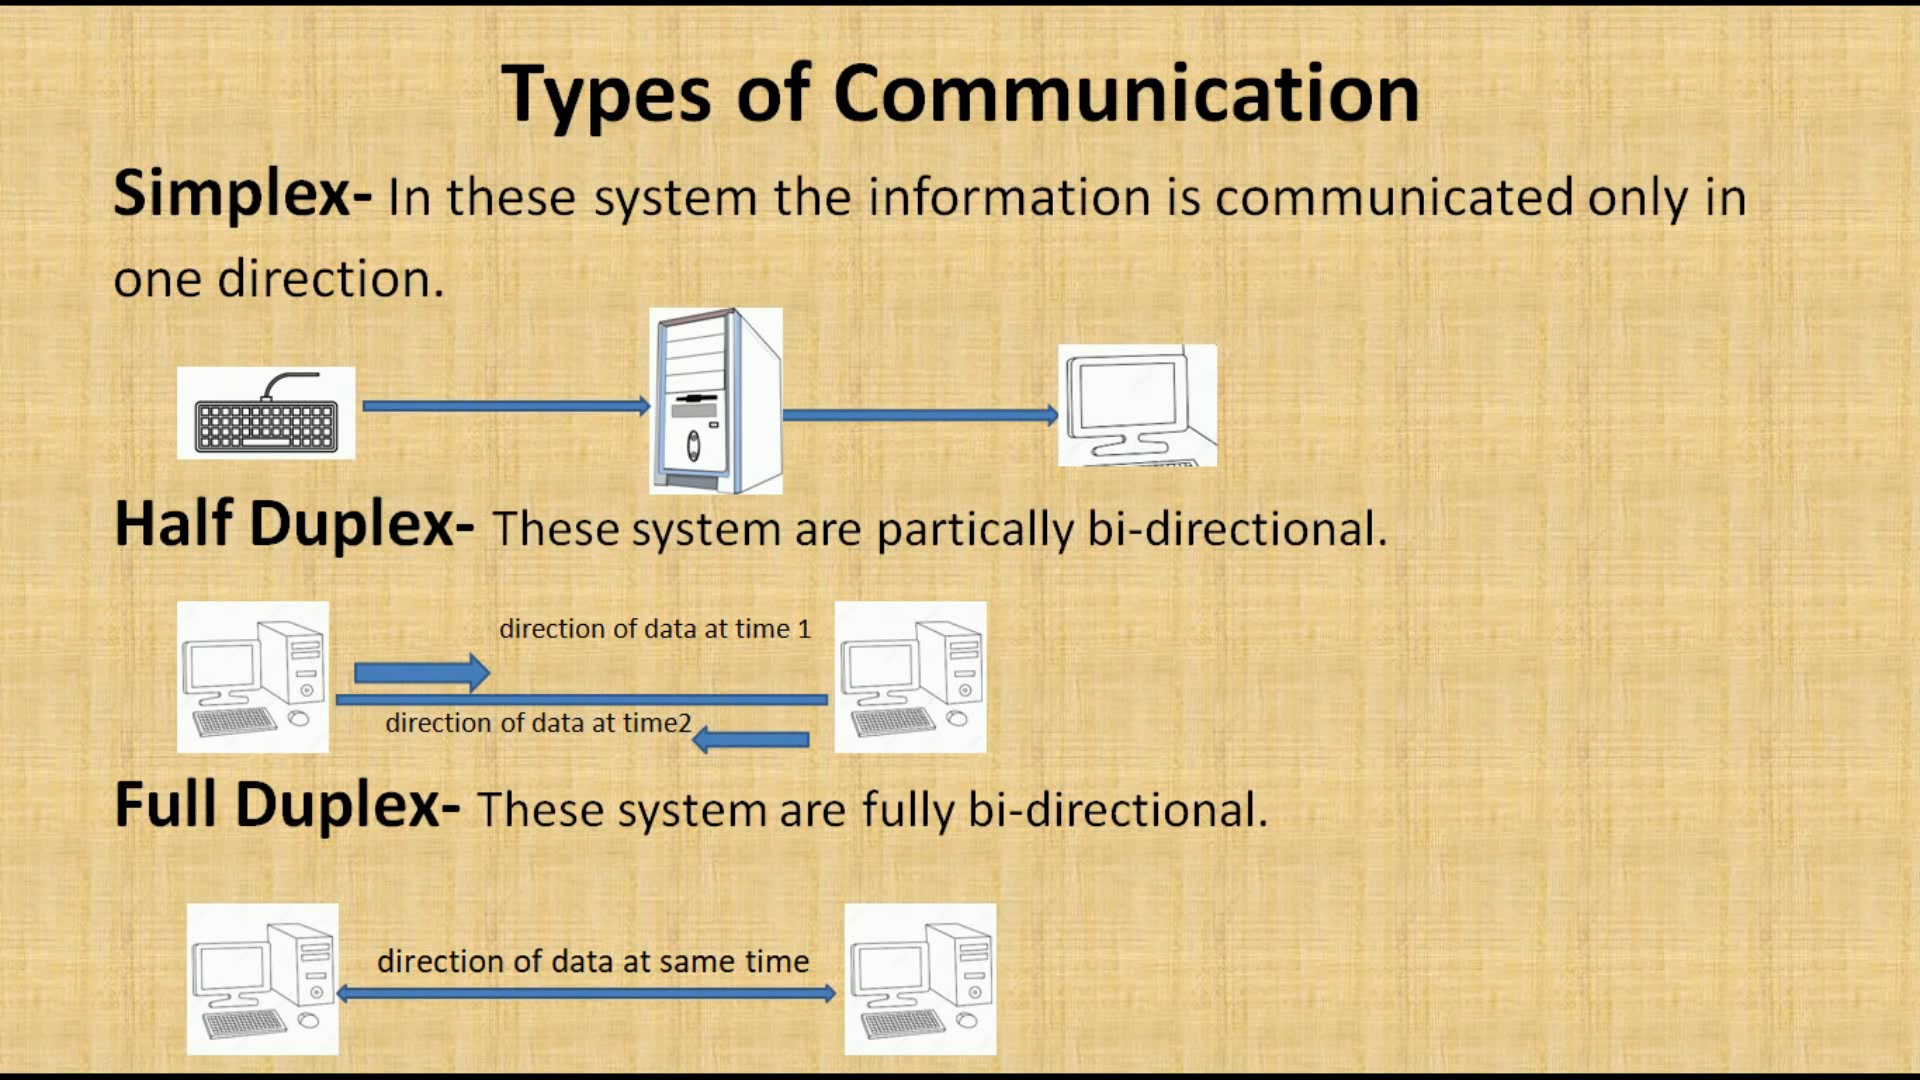 Types of Communication
Simplex- In these system the information is communicated only in
one direction.
Half Duplex- These system are partically bi-directional.
direction of data at time 1
direction of data at time2
Full Duplex- These system are fully bi-directional.
direction of data at same time